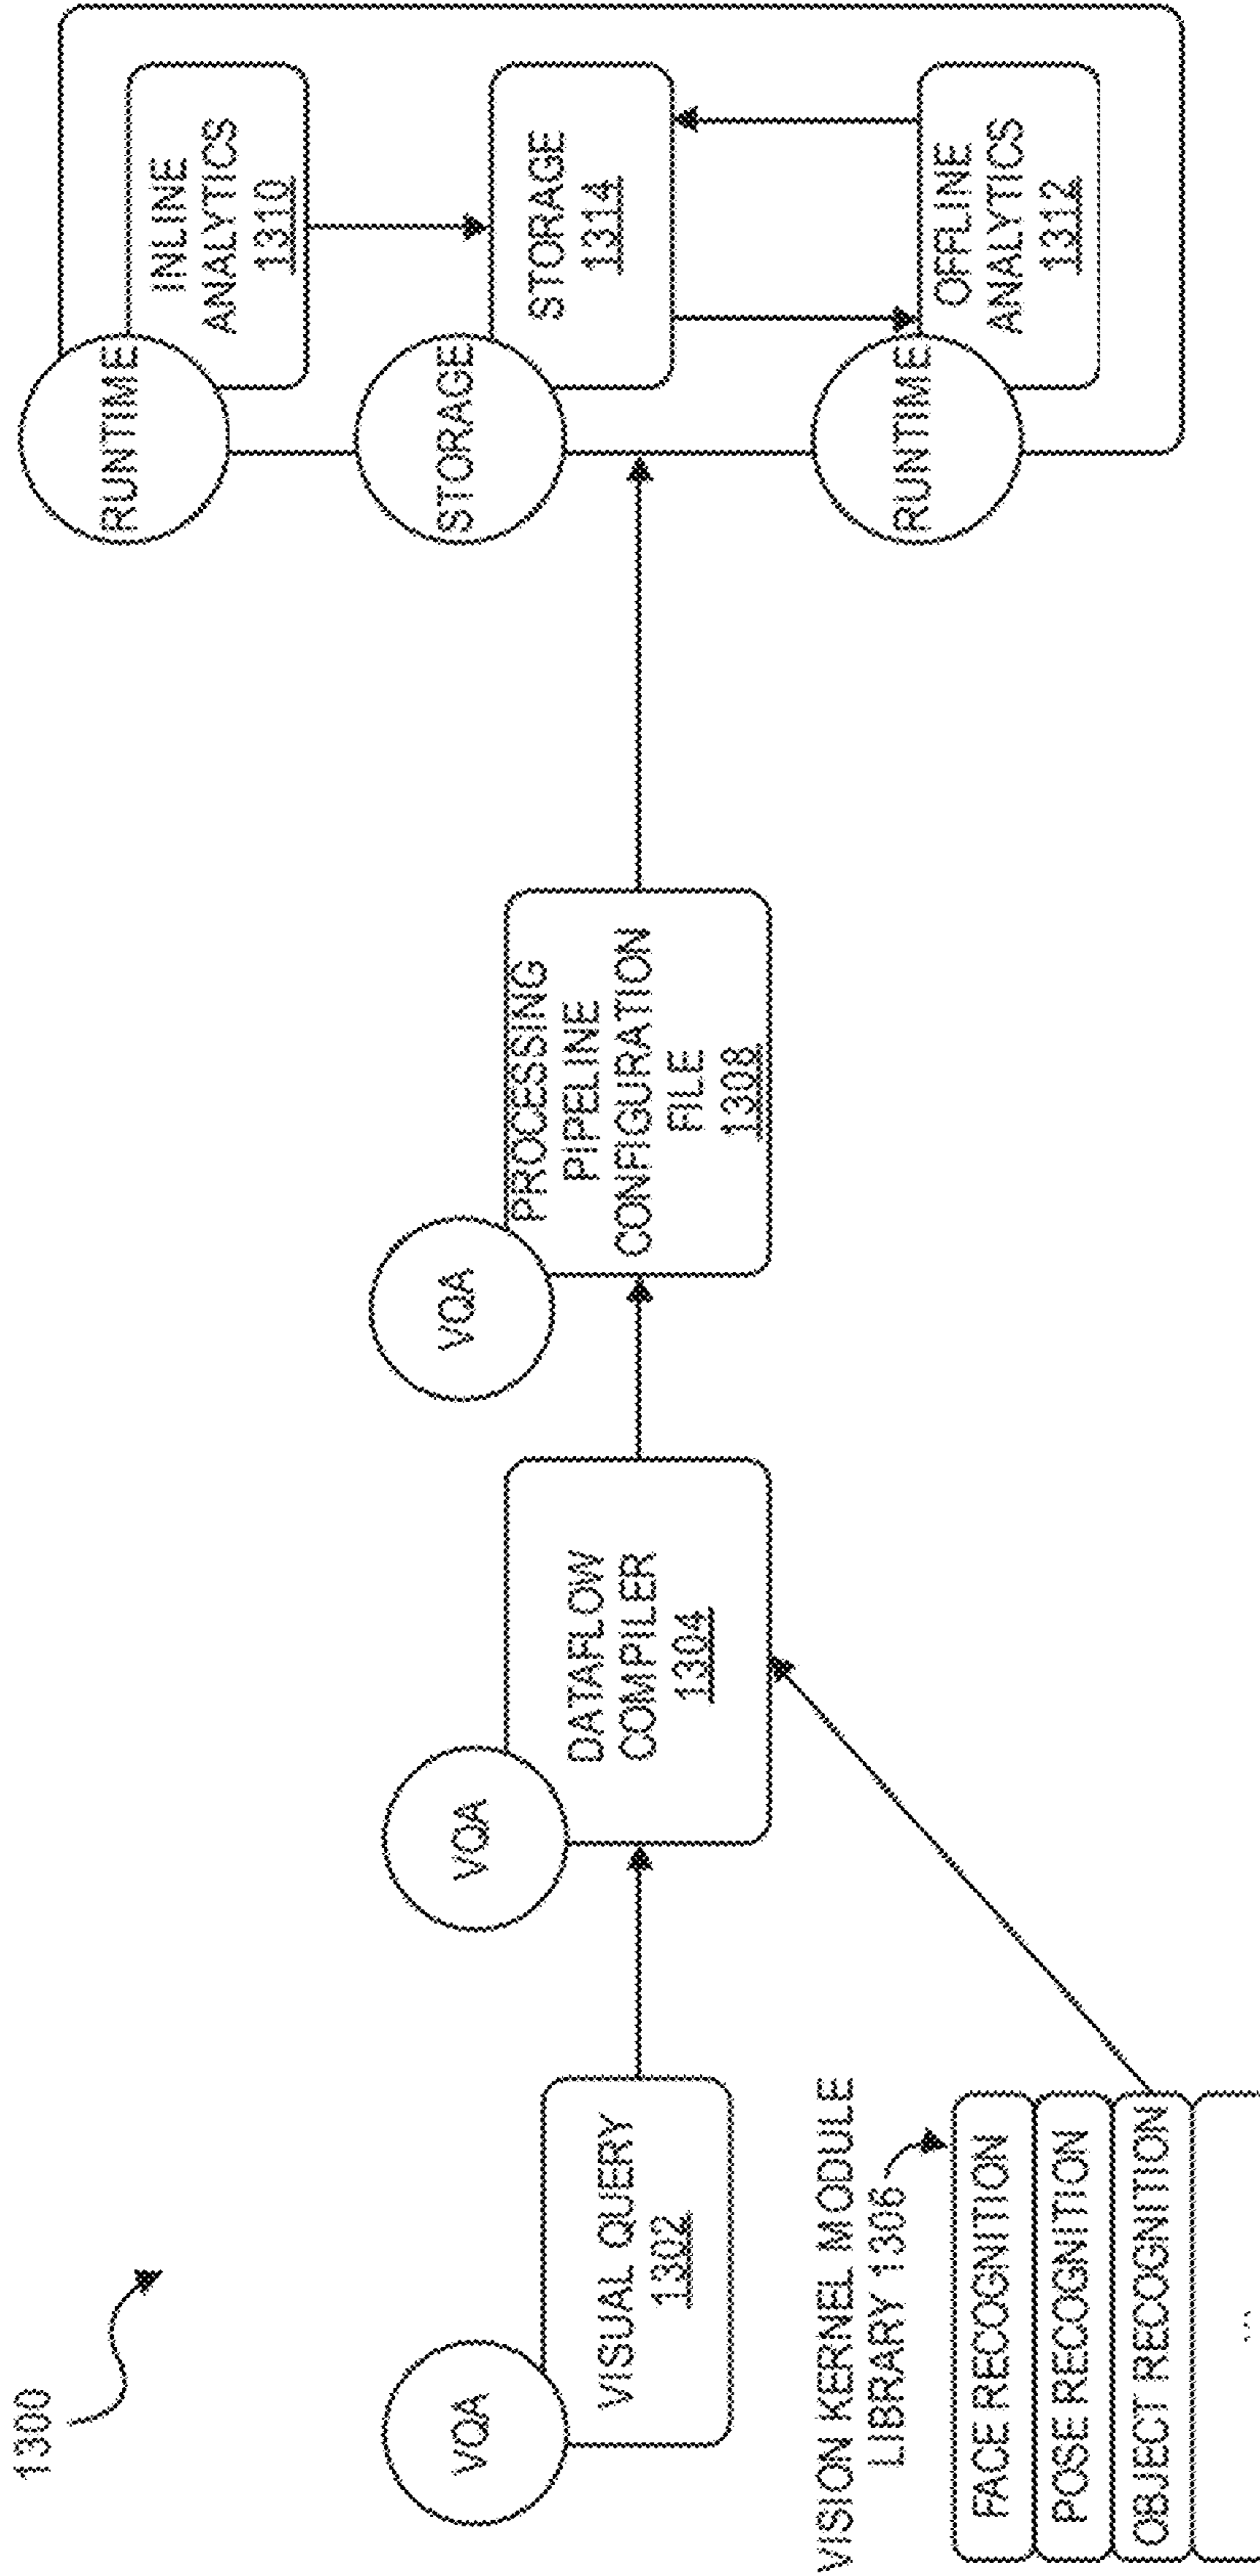 1300
VQA
VISUAL QUERY
1302
VISION KERNEL MODULE
LIBRARY 1306
FACE RECOGNITION
POSE RECOGNITION
OBJECT RECOGNITION
...
VQA
DATAFLOW
COMPILER
1304
VQA
PROCESSING
PIPELINE
CONFIGURATION
FILE
1308
RUNTIME
INLINE
ANALYTICS
1310
STORAGE
STORAGE
1314
RUNTIME
OFFLINE
ANALYTICS
1312